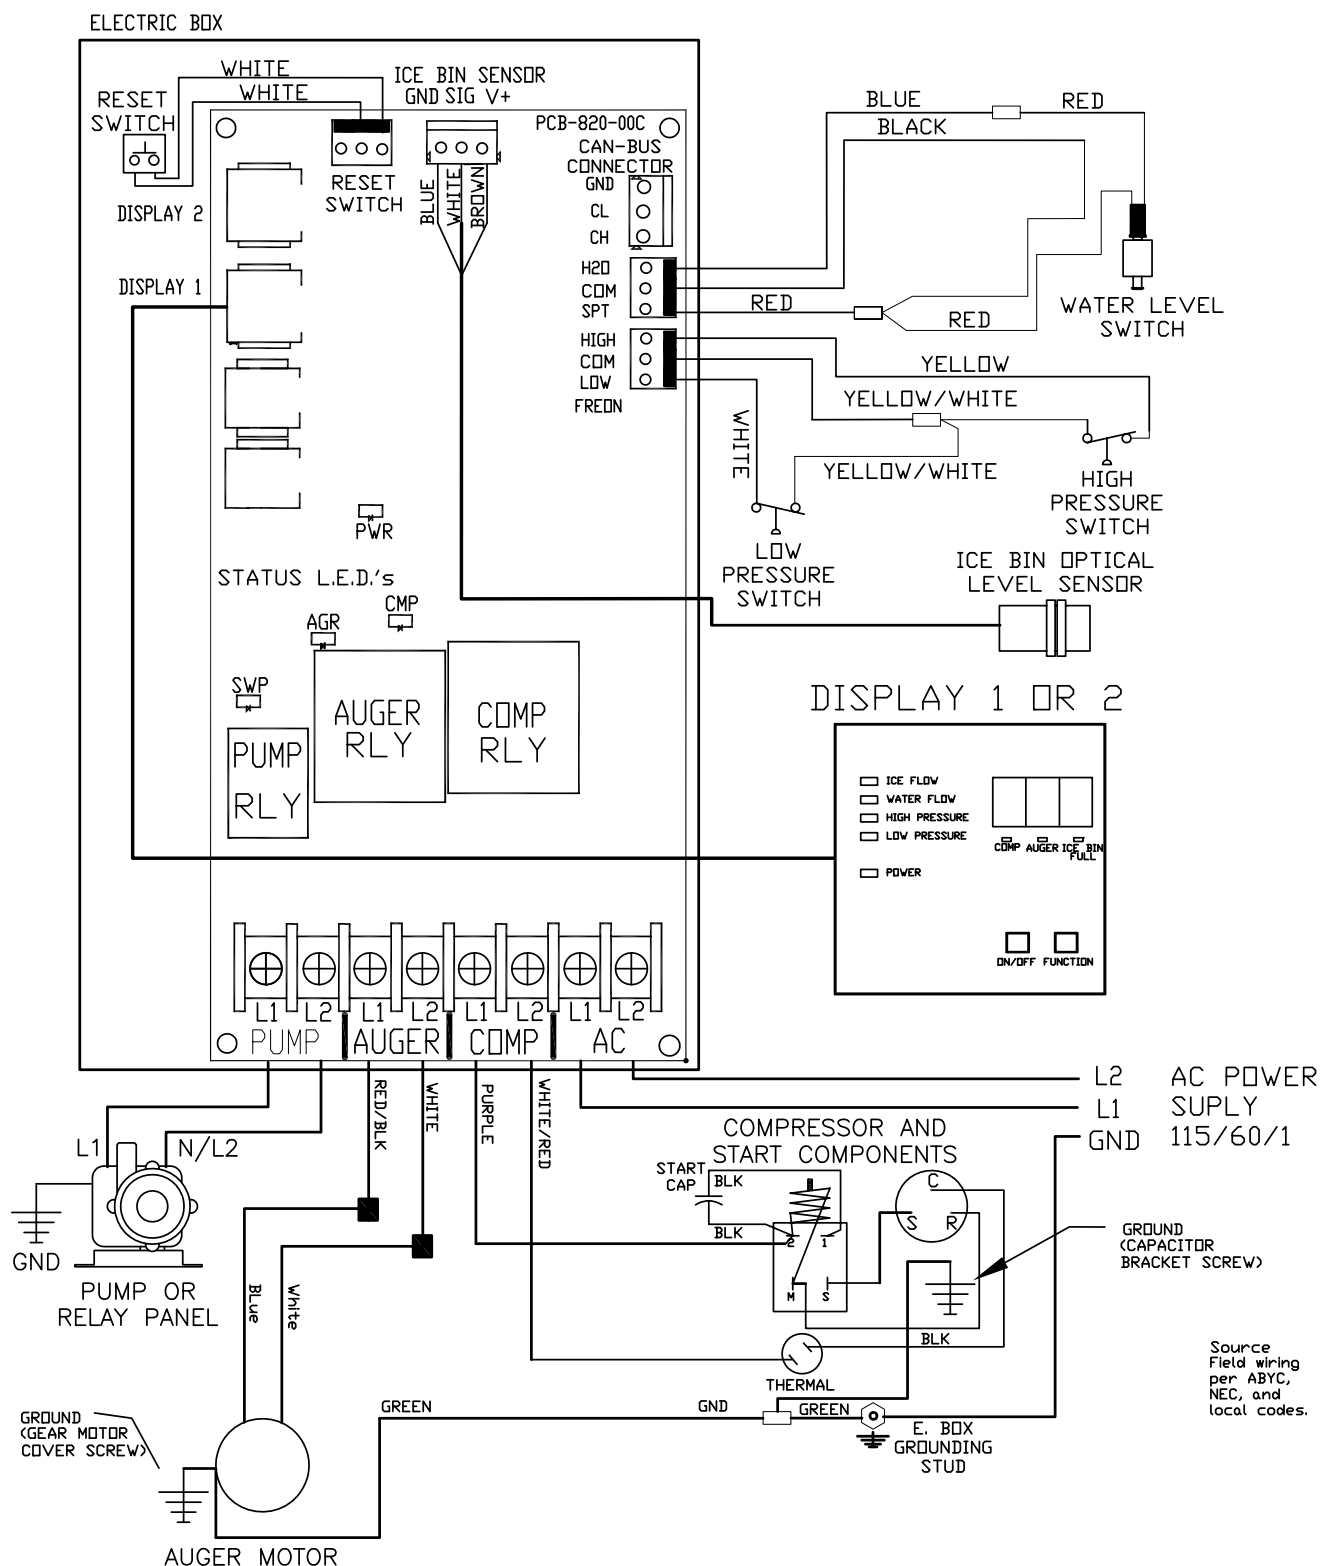 ELECTRIC BOX
WHITE
WHITE
RESET
SWITCH
ICE BIN SENSOR
GND SIG V+
RESET
SWITCH
BLUE
WHITE
BROWN
PCB-820-00C
CAN-BUS
CONNECTOR
GND
CL
CH
H2O
COM
SPT
HIGH
COM
LOW
FREON
DISPLAY 2
DISPLAY 1
BLUE
RED
BLACK
RED
RED
WATER LEVEL
SWITCH
YELLOW
YELLOW/WHITE
YELLOW/WHITE
WHITE
HIGH
PRESSURE
SWITCH
LOW
PRESSURE
SWITCH
ICE BIN OPTICAL
LEVEL SENSOR
PWR
STATUS L.E.D.'s
CMP
AGR
SWP
AUGER
RLY
COMP
RLY
PUMP
RLY
DISPLAY 1 OR 2
ICE FLOW
WATER FLOW
HIGH PRESSURE
LOW PRESSURE
POWER
COMP AUGER ICE BIN
FULL
ON/OFF FUNCTION
L1 L2 L1 L2 L1 L2 L1 L2
PUMP AUGER COMP AC
RED/BLK
WHITE
PURPLE
WHITE/RED
L2
L1
GND
AC POWER
SUPLY
115/60/1
L1
N/L2
GND
PUMP OR
RELAY PANEL
COMPRESSOR AND
START COMPONENTS
START
CAP
BLK
BLK
2 1
M S
C
S R
GROUND
(CAPACITOR
BRACKET SCREW)
BLK
THERMAL
BLue
White
GROUND
(GEAR MOTOR
COVER SCREW)
GREEN
GND
GREEN
E. BOX
GROUNDING
STUD
AUGER MOTOR
Source
Field wiring
per ABYC,
NEC, and
local codes.